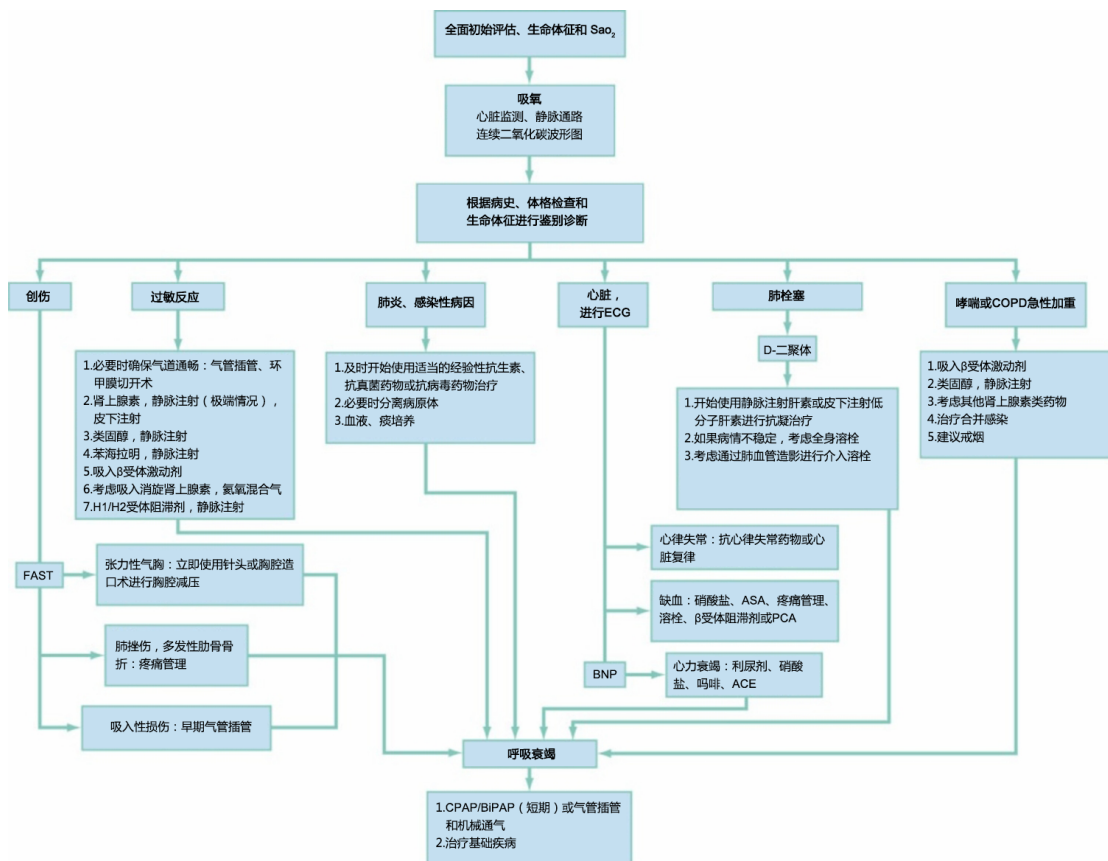 全面初始评估、生命体征和 Sao₂
吸氧
心脏监测、静脉通路
连续二氧化碳波形图
根据病史、体格检查和
生命体征进行鉴别诊断
创伤
过敏反应
肺炎、感染性病因
心脏，
进行ECG
肺栓塞
哮喘或COPD急性加重
D-二聚体
1.必要时确保气道通畅：气管插管、环
甲膜切开术
2.肾上腺素，静脉注射（极端情况），
皮下注射
3.类固醇，静脉注射
4.苯海拉明，静脉注射
5.吸入β受体激动剂
6.考虑吸入消旋肾上腺素，氦氧混合气
7.H1/H2受体阻滞剂，静脉注射
1.及时开始使用适当的经验性抗生素、
抗真菌药物或抗病毒药物治疗
2.必要时分离病原体
3.血液、痰培养
1.开始使用静脉注射肝素或皮下注射低
分子肝素进行抗凝治疗
2.如果病情不稳定，考虑全身溶栓
3.考虑通过肺血管造影进行介入溶栓
1.吸入β受体激动剂
2.类固醇，静脉注射
3.考虑其他肾上腺素类药物
4.治疗合并感染
5.建议戒烟
FAST
张力性气胸：立即使用针头或胸腔造
口术进行胸腔减压
肺挫伤，多发性肋骨骨
折：疼痛管理
吸入性损伤：早期气管插管
心律失常：抗心律失常药物或心
脏复律
缺血：硝酸盐、ASA、疼痛管理、
溶栓、β受体阻滞剂或PCA
BNP
心力衰竭：利尿剂、硝酸
盐、吗啡、ACE
呼吸衰竭
1.CPAP/BiPAP（短期）或气管插管
和机械通气
2.治疗基础疾病